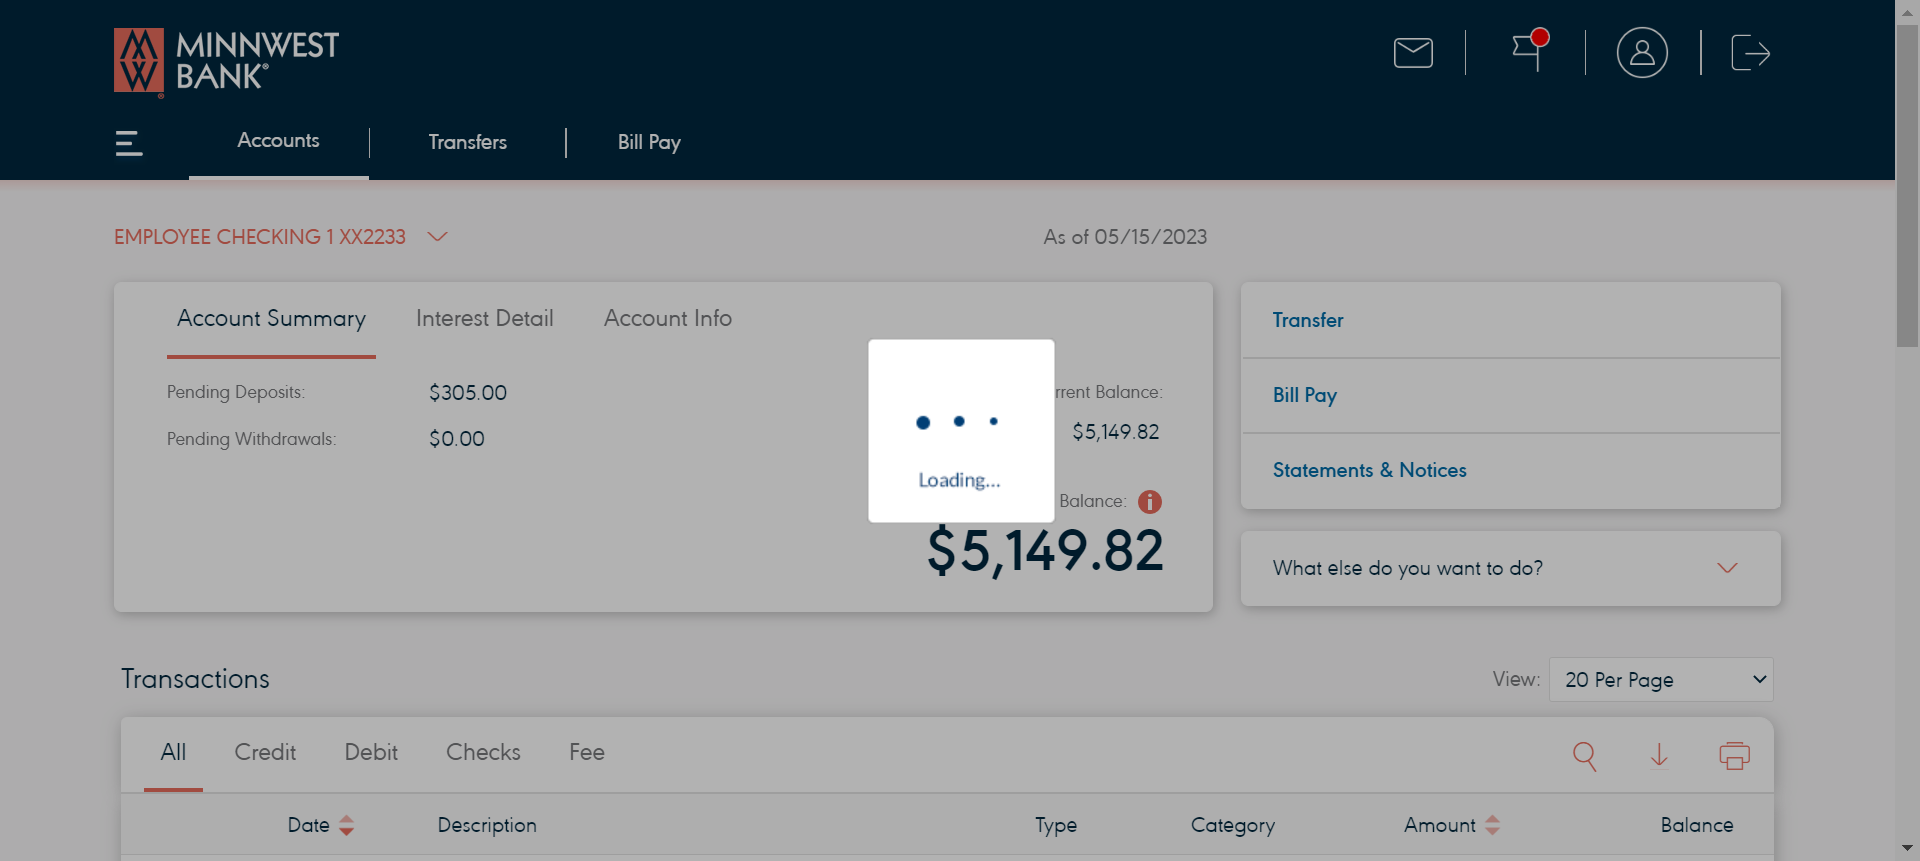 MINNWEST
BANK®
Accounts
Transfers
Bill Pay
EMPLOYEE CHECKING 1 XX2233
As of 05/15/2023
Account Summary
Interest Detail
Account Info
Pending Deposits:
$305.00
Pending Withdrawals:
$0.00
rrent Balance:
$5,149.82
Balance:
$5,149.82
Loading...
Transfer
Bill Pay
Statements & Notices
What else do you want to do?
Transactions
View:
20 Per Page
All
Credit
Debit
Checks
Fee
Date
Description
Type
Category
Amount
Balance